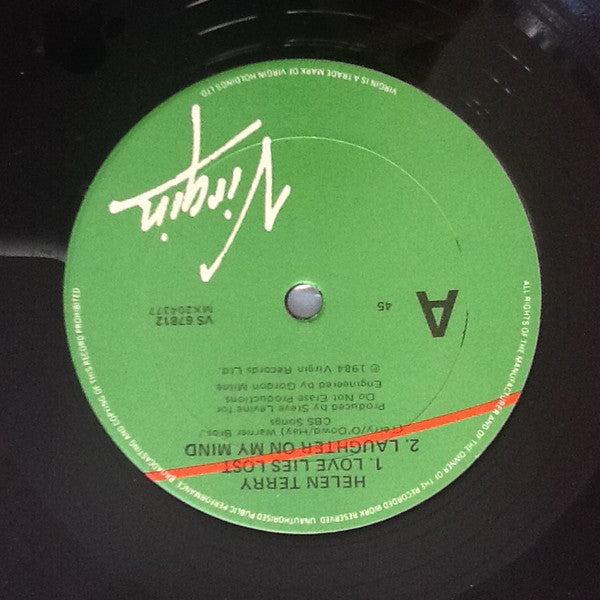 Virgin
A
45
VS 67812
MX204377
℗ 1984 Virgin Records Ltd.
Engineered by Gordon Milne
Do Not Erase Productions
Produced by Steve Levine for
CBS Songs
(Terry/O'Dowd/Hay) Warner Bros./
2. LAUGHTER ON MY MIND
1. LOVE LIES LOST
HELEN TERRY
VIRGIN IS A TRADE MARK OF VIRGIN HOLDINGS LTD.
ALL RIGHTS OF THE MANUFACTURER AND OF THE OWNER OF THE RECORDED WORK RESERVED UNAUTHORISED PUBLIC PERFORMANCE BROADCASTING AND COPYING OF THIS RECORD PROHIBITED